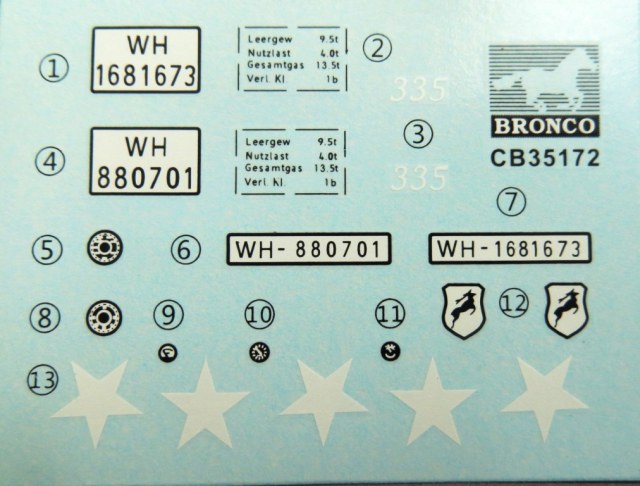 ①
WH
1681673
Leergew 9.5t
Nutzlast 4.0t
Gesamtgas 13.5t
Verl. Kl. 1b
②
335
③
335
BRONCO
CB35172
④
WH
880701
Leergew 9.5t
Nutzlast 4.0t
Gesamtgas 13.5t
Verl Kl. 1b
⑤
⑥
WH-880701
⑦
WH-1681673
⑧
⑨
⑩
⑪
⑫
⑬